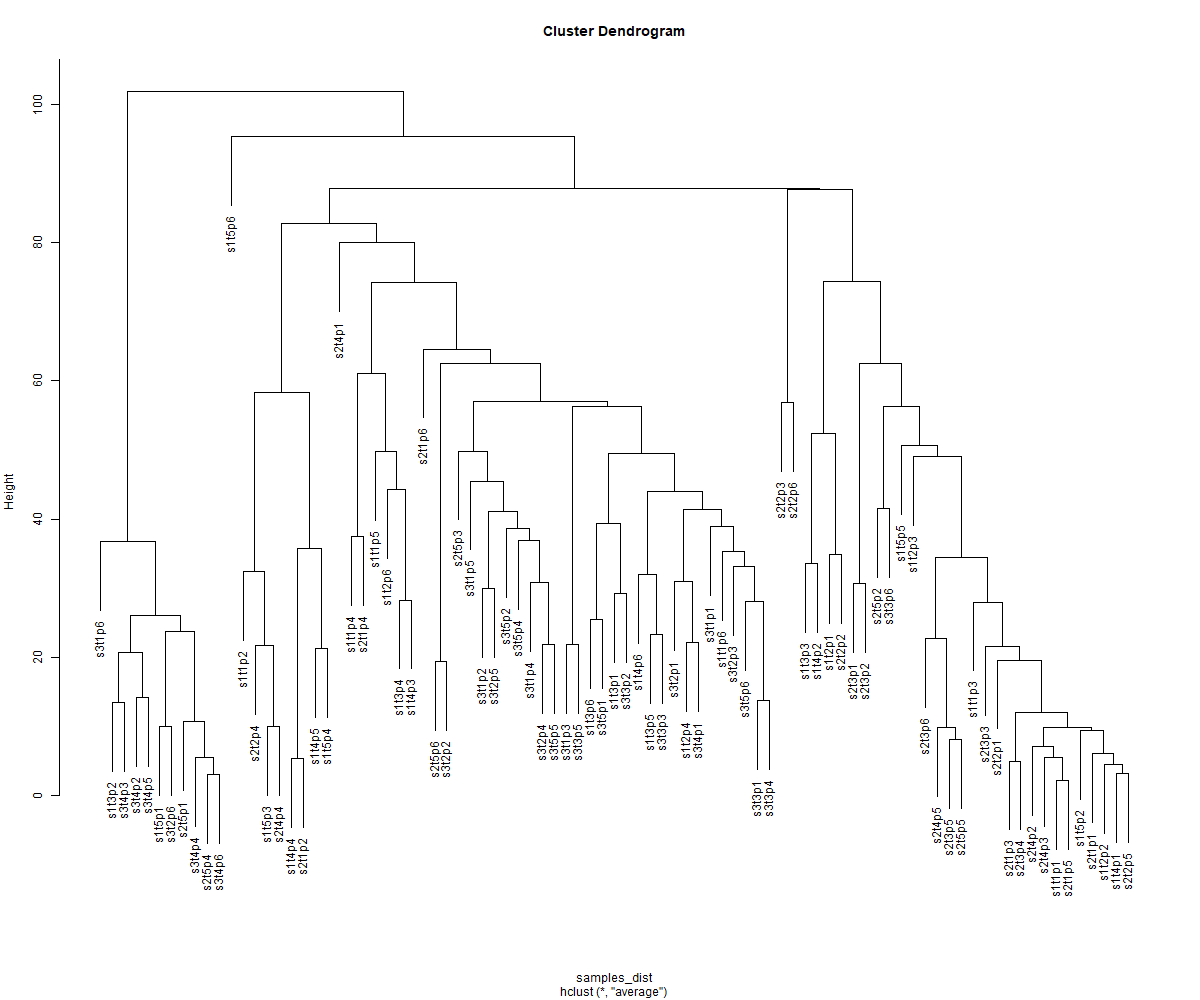 Cluster Dendrogram
Height
0
20
40
60
80
100
s3t1p6
s1t3p2
s3t4p3
s3t4p2
s3t4p5
s1t5p1
s3t2p6
s2t5p1
s3t4p4
s2t5p4
s3t4p6
s1t5p6
s1t1p2
s2t2p4
s1t5p3
s2t4p4
s1t4p4
s2t1p2
s1t4p5
s1t5p4
s2t4p1
s1t1p4
s2t1p4
s1t1p5
s1t2p6
s1t3p4
s1t4p3
s2t1p6
s2t5p6
s3t2p2
s2t5p3
s3t1p5
s3t1p2
s3t2p5
s3t5p2
s3t5p4
s3t1p4
s3t2p4
s3t5p5
s3t1p3
s3t3p5
s1t3p6
s3t5p1
s1t3p1
s3t3p2
s1t4p6
s1t3p5
s3t3p3
s3t2p1
s1t2p4
s3t4p1
s3t1p1
s1t1p6
s3t2p3
s3t5p6
s3t3p1
s3t3p4
s2t2p3
s2t2p6
s1t3p3
s1t4p2
s1t2p1
s2t2p2
s2t3p1
s2t3p2
s2t5p2
s3t3p6
s1t5p5
s1t2p3
s2t3p6
s2t4p5
s2t3p5
s2t5p5
s1t1p3
s2t3p3
s2t2p1
s2t1p3
s2t3p4
s2t4p2
s2t4p3
s1t1p1
s2t1p5
s1t5p2
s2t1p1
s1t2p2
s1t4p1
s2t2p5
samples_dist
hclust (*, "average")